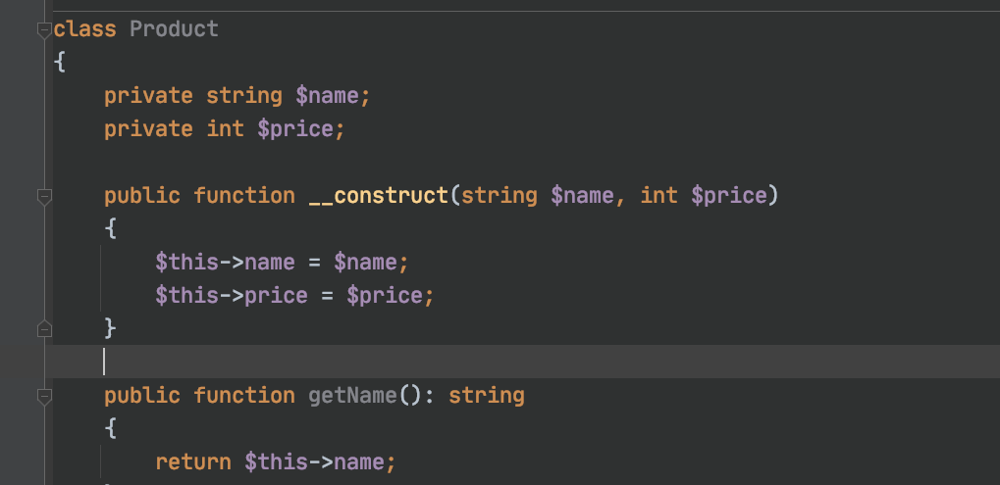 class Product
{
private string $name;
private int $price;
public function __construct(string $name, int $price)
{
$this->name = $name;
$this->price = $price;
}
public function getName(): string
{
return $this->name;